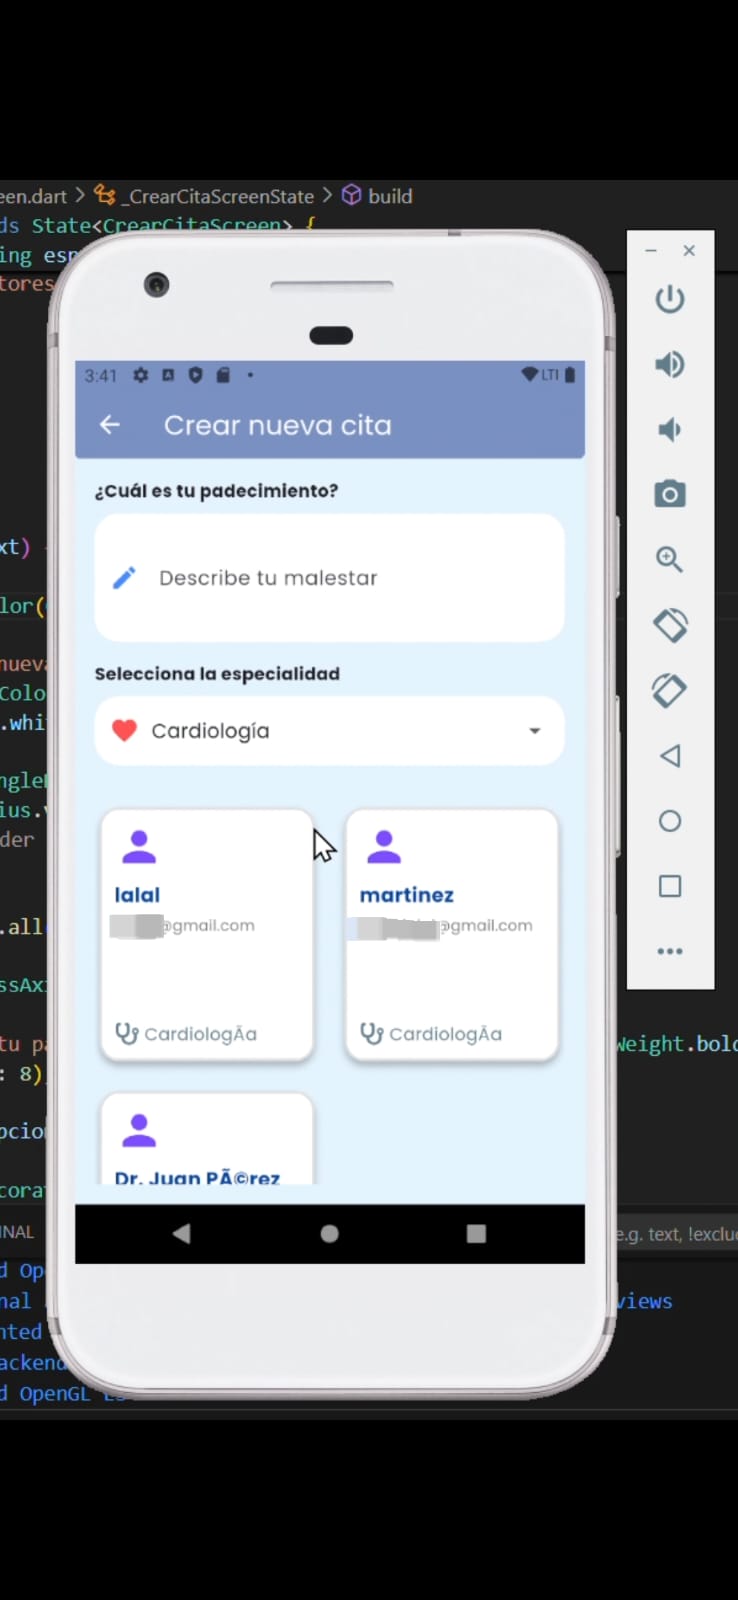 een.dart > _CrearCitaScreenState > build
ds State<CrearCitaScreen> {
ing esp
tores
3:41
LTI
Crear nueva cita
¿Cuál es tu padecimiento?
Describe tu malestar
xt)
lor(
Selecciona la especialidad
nueva
Colo
.whi
Cardiología
ngle
ius.
der
lalal
martinez
@gmail.com
@gmail.com
.all
ssAx
CardiologÃa
CardiologÃa
tu pa
Weight.bold
: 8)
pcio
Dr. Juan PÃ©rez
cora
INAL
e.g. text, !exclu
d Op
nal
views
nted
ackend
d OpenGL ES